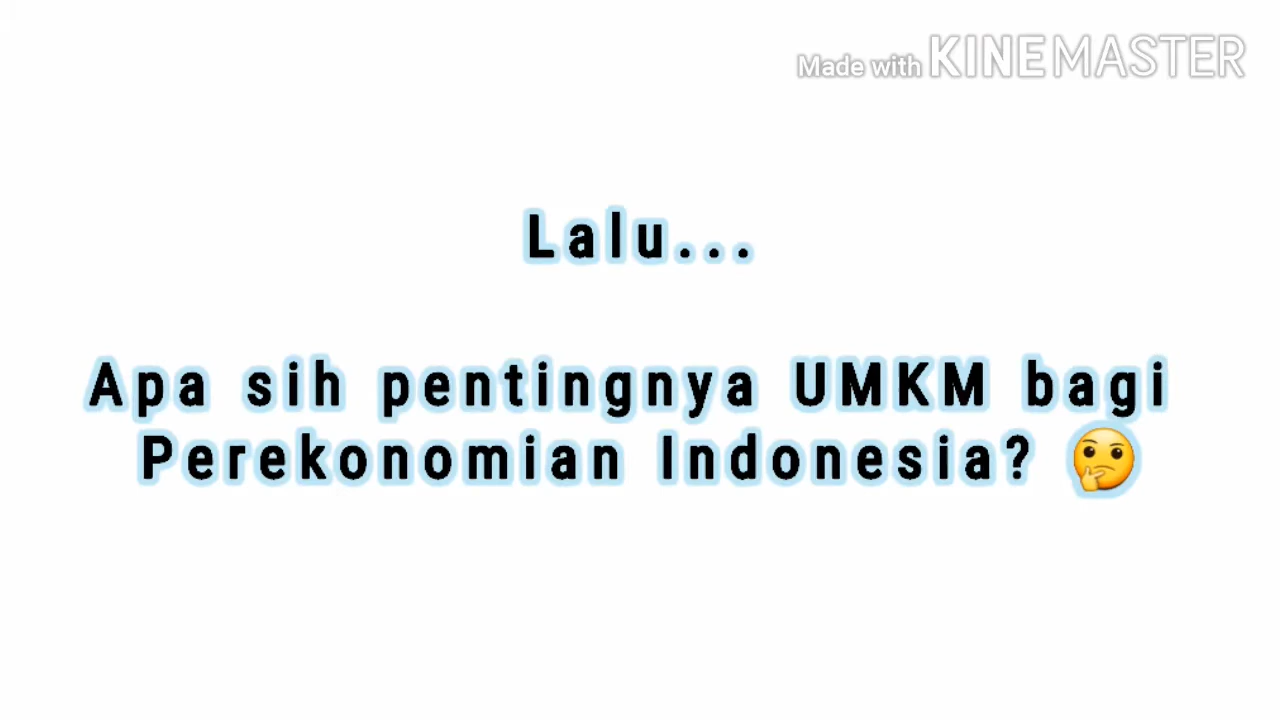 Made with KINEMASTER
Lalu...
Apa sih pentingnya UMKM bagi
Perekonomian Indonesia? 🤔